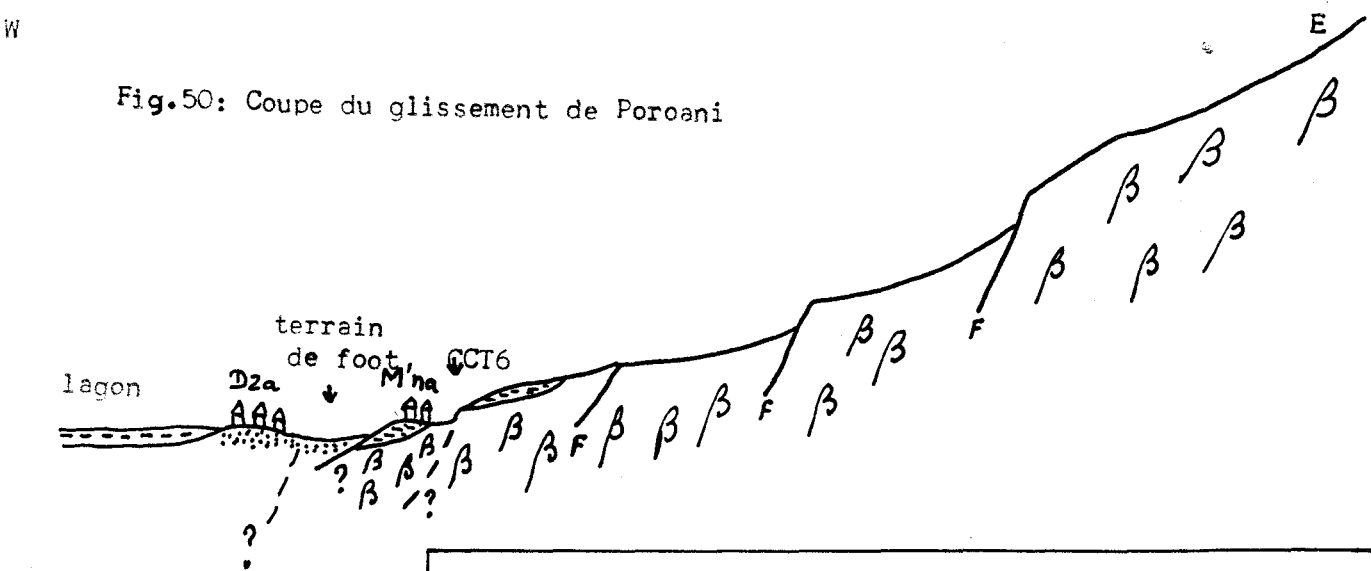 W
E
Fig.50: Coupe du glissement de Poroani
β β β
β β β
terrain
de foot
CCT6
F
lagon
Dza
M'na
β β
F
β
β β β β β F
β β β β
β
?
?
?